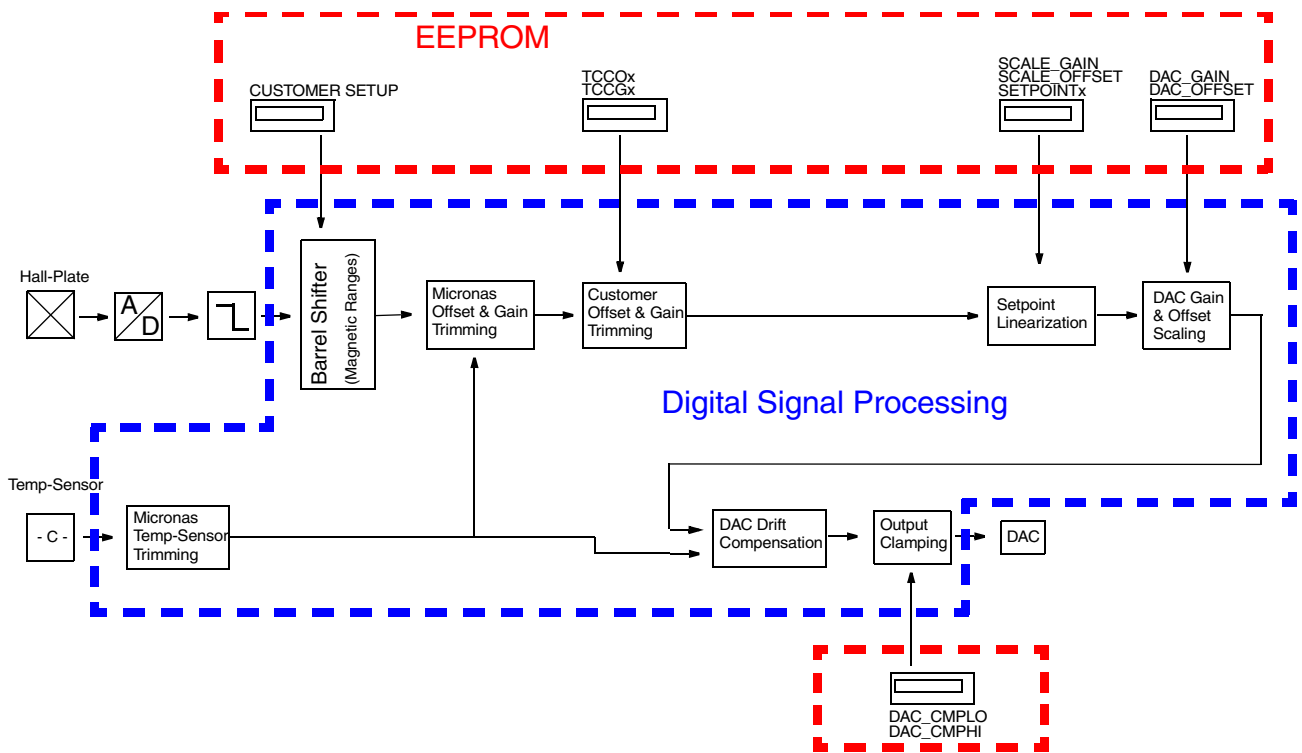 EEPROM
CUSTOMER SETUP
TCCOx
TCCGx
SCALE_GAIN
SCALE_OFFSET
SETPOINTx
DAC_GAIN
DAC_OFFSET
Hall-Plate
A
D
Barrel Shifter
(Magnetic Ranges)
Micronas
Offset & Gain
Trimming
Customer
Offset & Gain
Trimming
Setpoint
Linearization
DAC Gain
& Offset
Scaling
Digital Signal Processing
Temp-Sensor
- C -
Micronas
Temp-Sensor
Trimming
DAC Drift
Compensation
Output
Clamping
DAC
DAC_CMPLO
DAC_CMPHI